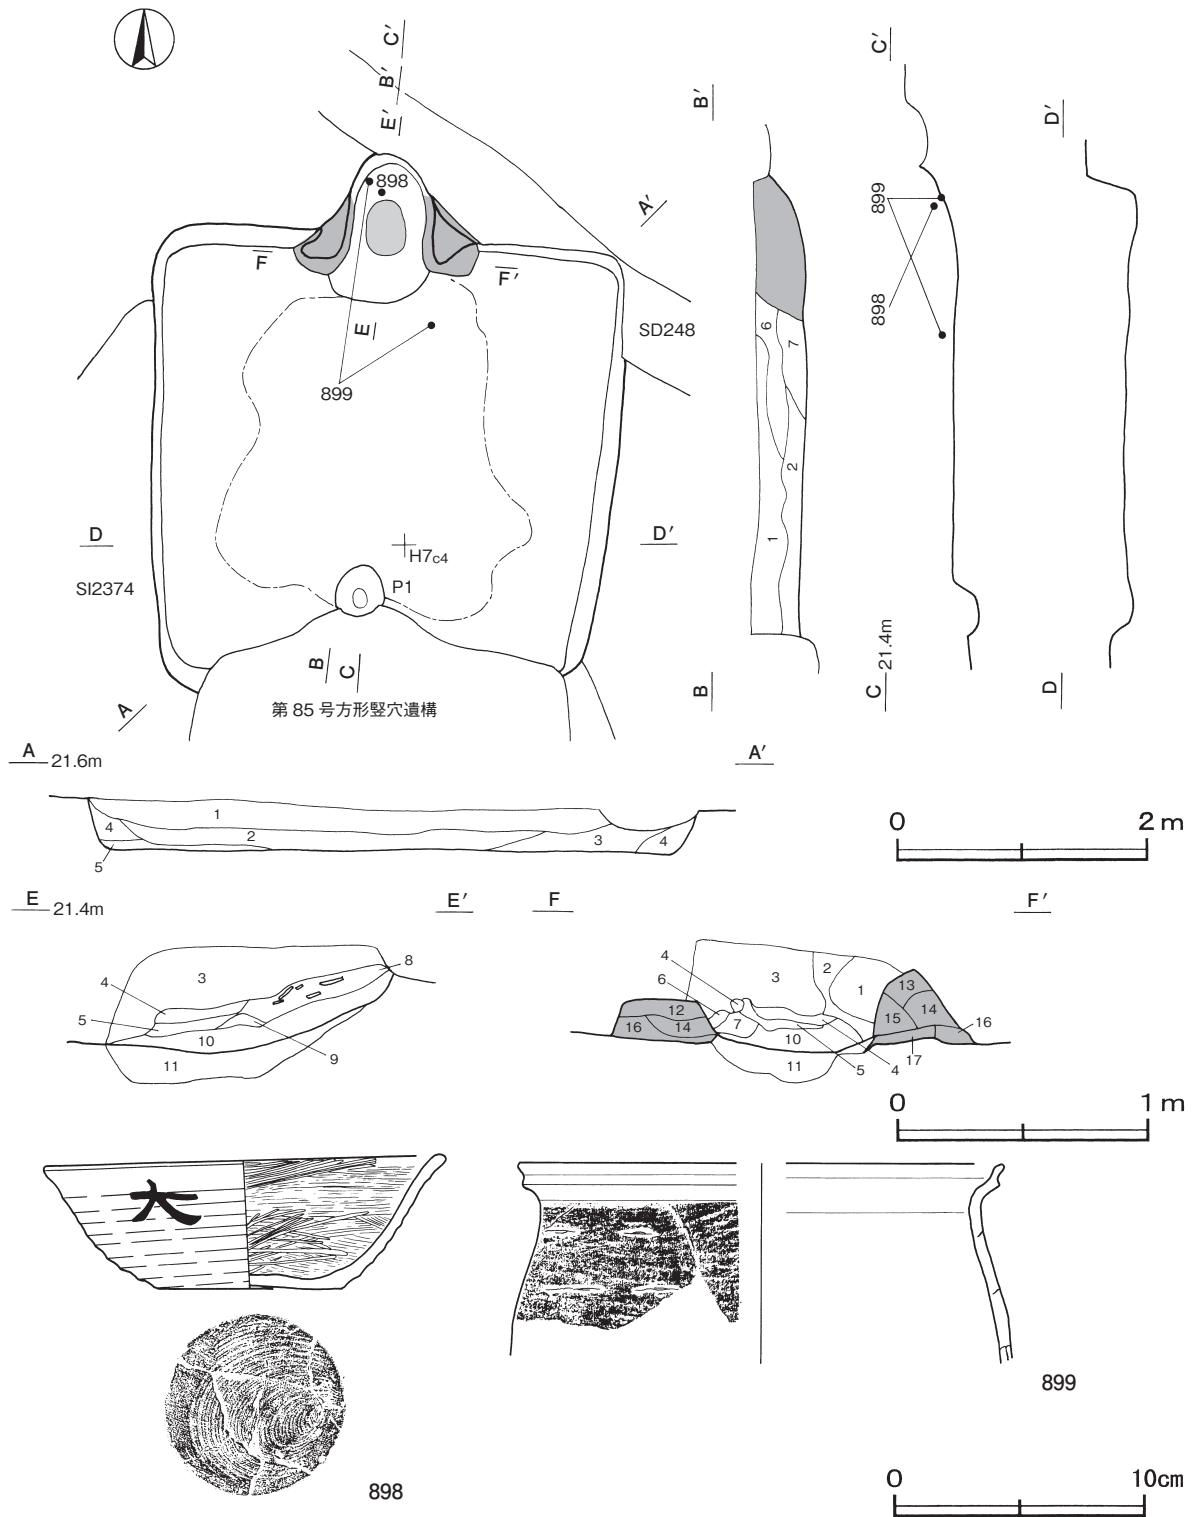 C′
B′
E′
898
A′
F
F′
E
SD248
899
D
D′
H7c4
SI2374
P1
B
C
A
第 85 号方形竪穴遺構
B′
6
7
2
1
B
C′
899
898
C 21.4m
D′
D
A 21.6m
A′
1
4
2
3
4
5
0 2 m
E 21.4m
E′
3
8
4
5
10
9
11
F
F′
4
3
2
6
1
13
12
7
15
14
16
14
10
16
11
5
4
17
0 1 m
大
898
899
0 10cm